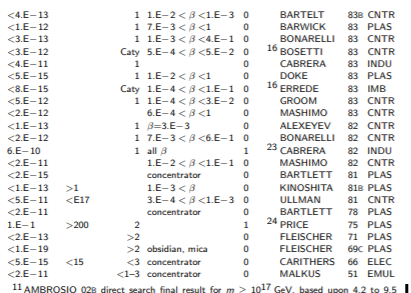 <4.E−13 1 1.E−2 < β <1.E−3 0 BARTELT 83B CNTR
<1.E−12 1 7.E−3 < β <1 0 BARWICK 83 PLAS
<3.E−13 1 1.E−3 < β <4.E−1 0 BONARELLI 83 CNTR
<3.E−12 Caty 5.E−4 < β <5.E−2 0 16 BOSETTI 83 CNTR
<4.E−11 1 0 CABRERA 83 INDU
<5.E−15 1 1.E−2 < β <1 0 DOKE 83 PLAS
<8.E−15 Caty 1.E−4 < β <1.E−1 0 16 ERREDE 83 IMB
<5.E−12 1 1.E−4 < β <3.E−2 0 GROOM 83 CNTR
<2.E−12 6.E−4 < β <1 0 MASHIMO 83 CNTR
<1.E−13 1 β=3.E−3 0 ALEXEYEV 82 CNTR
<2.E−12 1 7.E−3 < β <6.E−1 0 BONARELLI 82 CNTR
6.E−10 1 all β 1 23 CABRERA 82 INDU
<2.E−11 1.E−2 < β <1.E−1 0 MASHIMO 82 CNTR
<2.E−15 concentrator 0 BARTLETT 81 PLAS
<1.E−13 >1 1.E−3 < β 0 KINOSHITA 81B PLAS
<5.E−11 <E17 3.E−4 < β <1.E−3 0 ULLMAN 81 CNTR
<2.E−11 concentrator 0 BARTLETT 78 PLAS
1.E−1 >200 2 1 24 PRICE 75 PLAS
<2.E−13 >2 0 FLEISCHER 71 PLAS
<1.E−19 >2 obsidian, mica 0 FLEISCHER 69C PLAS
<5.E−15 <15 <3 concentrator 0 CARITHERS 66 ELEC
<2.E−11 <1–3 concentrator 0 MALKUS 51 EMUL
11 AMBROSIO 02B direct search final result for m > 10^17 GeV, based upon 4.2 to 9.5